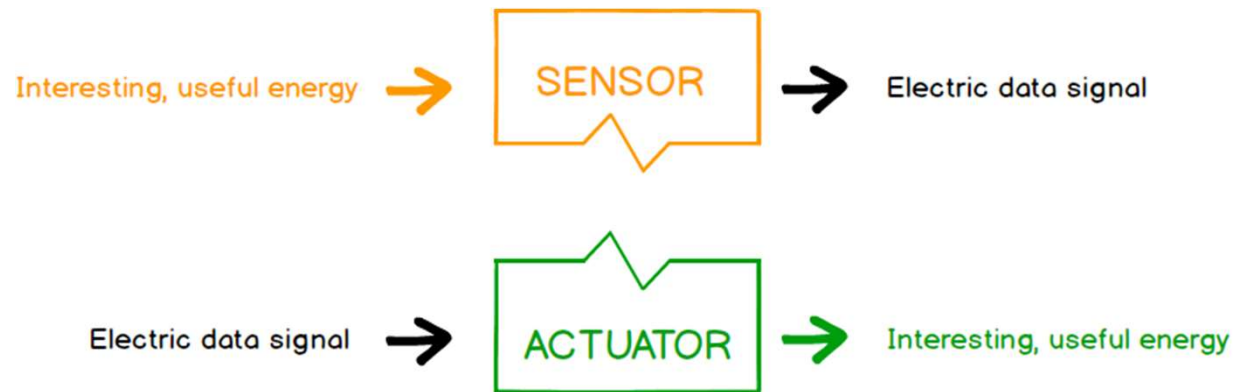 Interesting, useful energy
SENSOR
Electric data signal
Electric data signal
ACTUATOR
Interesting, useful energy